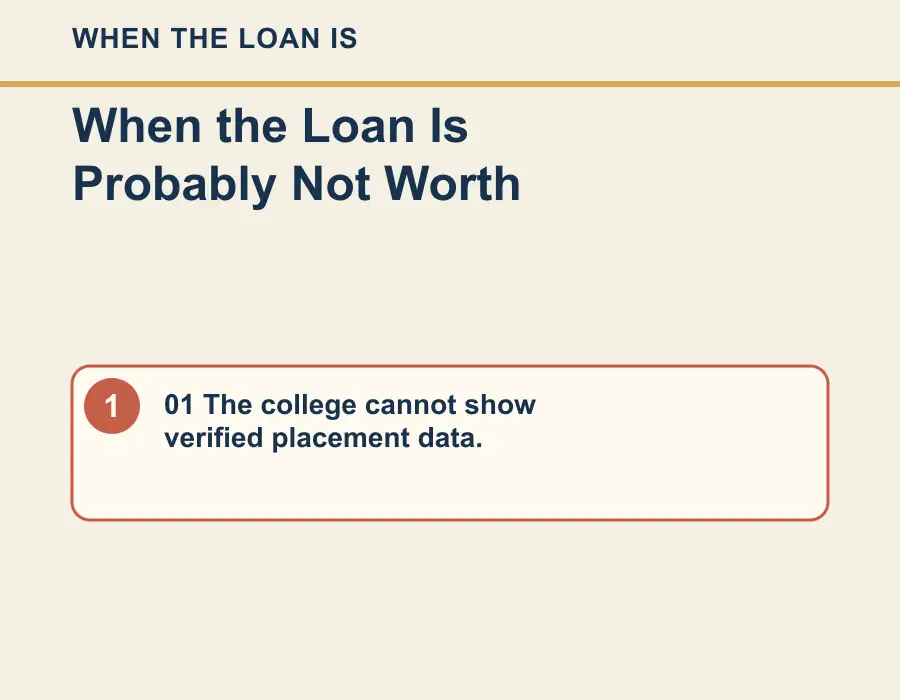 WHEN THE LOAN IS
When the Loan Is
Probably Not Worth
1
01 The college cannot show
verified placement data.